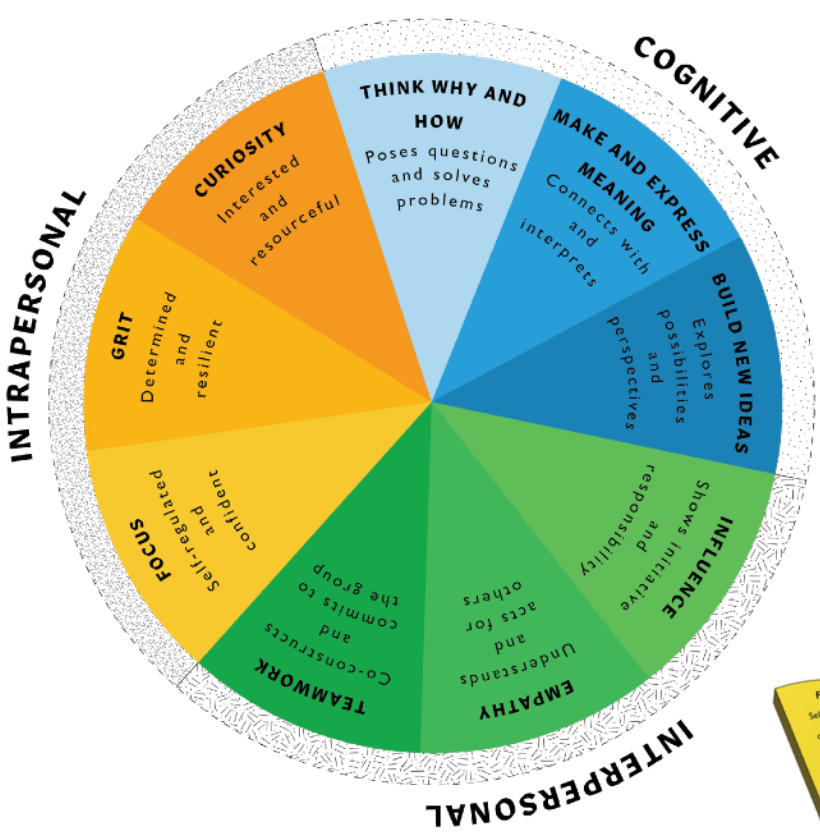 COGNITIVE
THINK WHY AND
HOW
Poses questions
and solves
problems
MAKE AND EXPRESS
MEANING
Connects with
and
interprets
BUILD NEW IDEAS
Explores
possibilities
and
perspectives
INTERPERSONAL
INFLUENCE
Shows initiative
and
responsibility
EMPATHY
Understands
and
acts for
others
TEAMWORK
Co-constructs
and
commits to
the group
INTRAPERSONAL
FOCUS
Self-regulated
and
confident
GRIT
Determined
and
resilient
CURIOSITY
Interested
and
resourceful